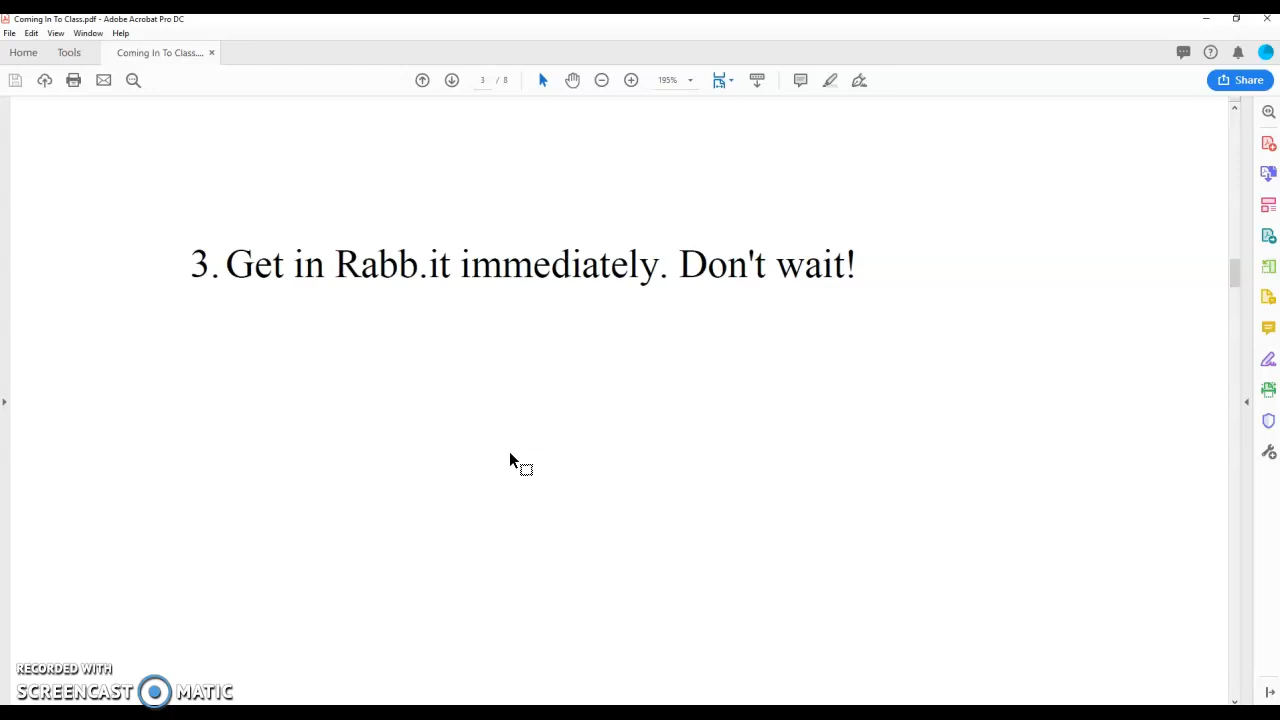 Coming In To Class.pdf - Adobe Acrobat Pro DC
File Edit View Window Help
Home Tools Coming In To Class.... ×
3 / 8 195% Share
3. Get in Rabb.it immediately. Don't wait!
RECORDED WITH
SCREENCAST MATIC